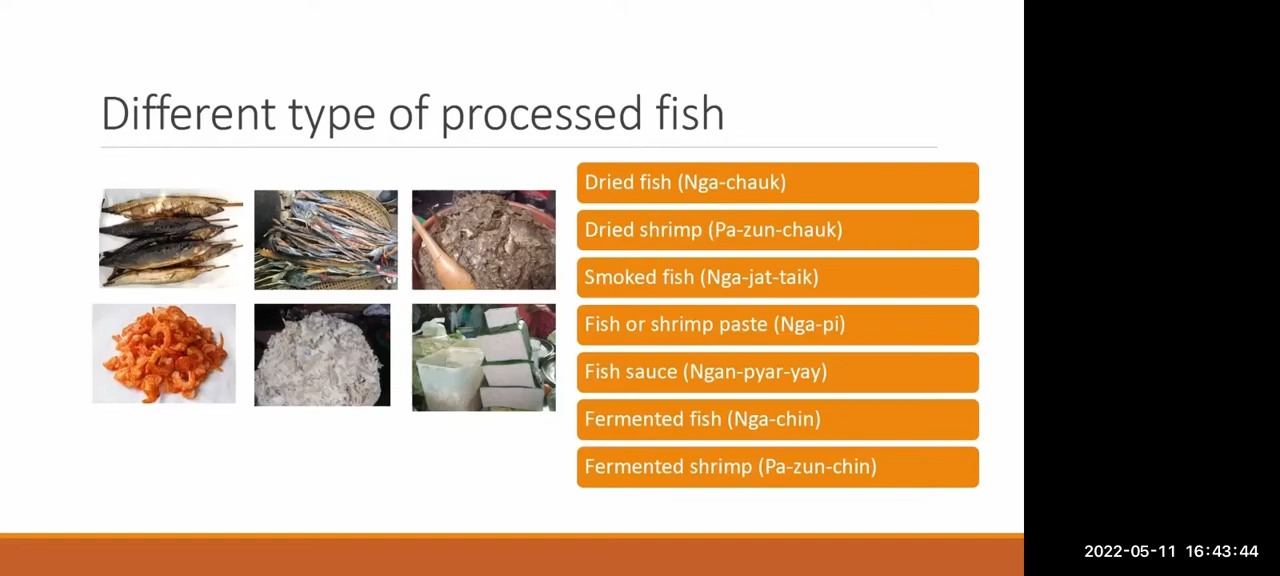 Different type of processed fish
Dried fish (Nga-chauk)
Dried shrimp (Pa-zun-chauk)
Smoked fish (Nga-jat-taik)
Fish or shrimp paste (Nga-pi)
Fish sauce (Ngan-pyar-yay)
Fermented fish (Nga-chin)
Fermented shrimp (Pa-zun-chin)
2022-05-11 16:43:44